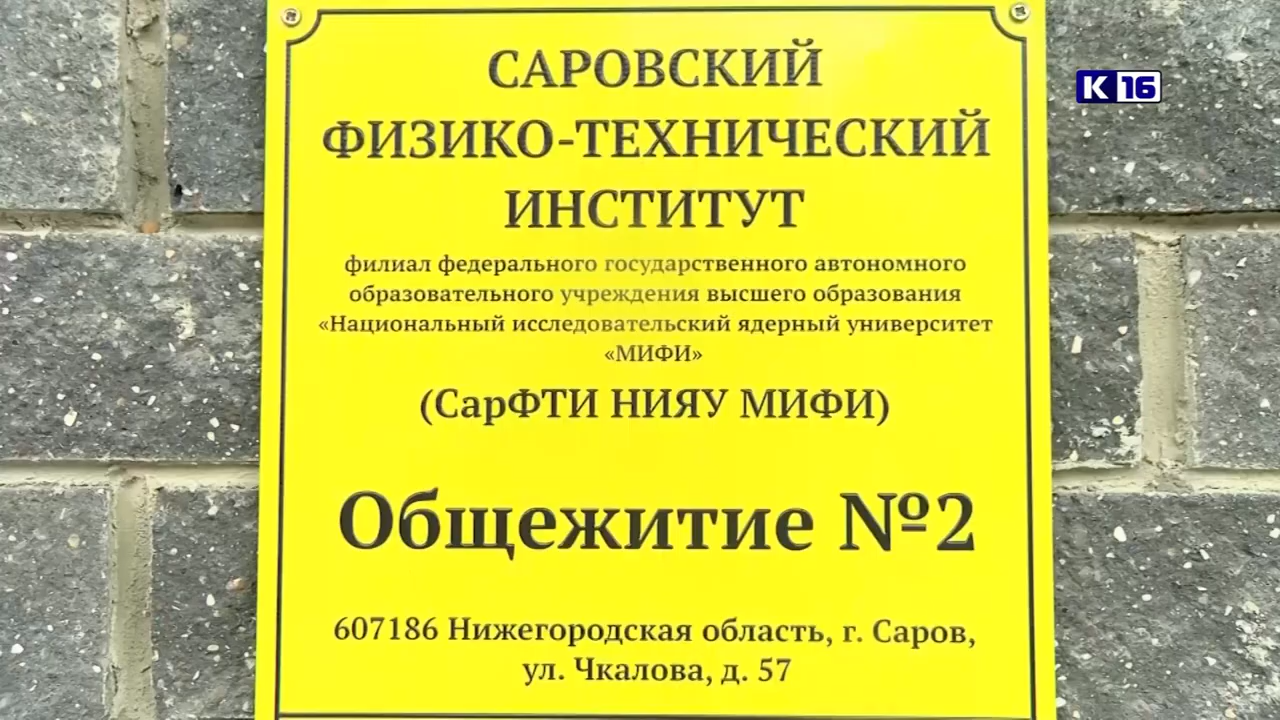 САРОВСКИЙ
ФИЗИКО-ТЕХНИЧЕСКИЙ
ИНСТИТУТ
филиал федерального государственного автономного
образовательного учреждения высшего образования
«Национальный исследовательский ядерный университет
«МИФИ»
(СарФТИ НИЯУ МИФИ)
Общежитие №2
607186 Нижегородская область, г. Саров,
ул. Чкалова, д. 57
К 16